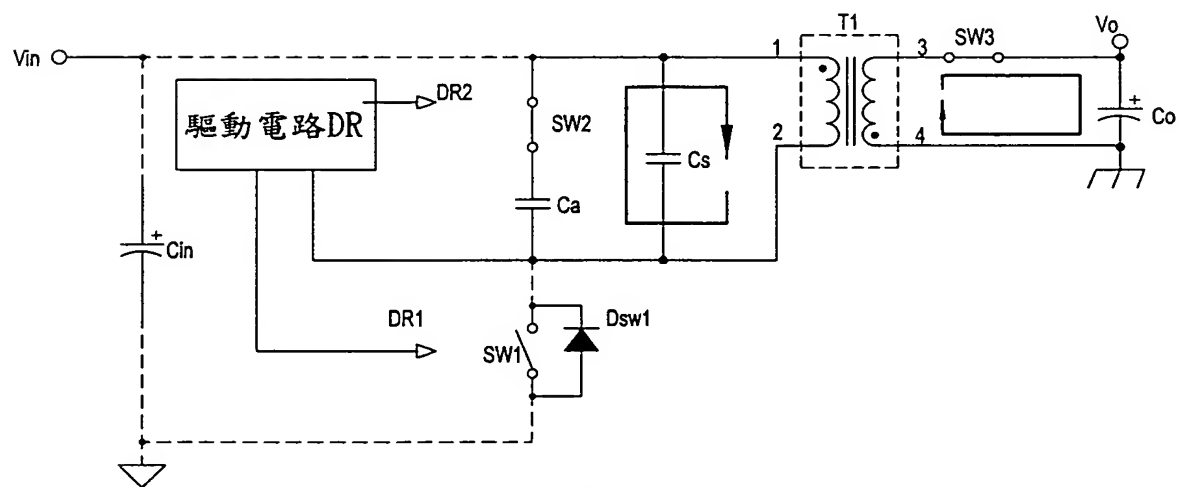 T1
Vo
Vin
1
3
SW3
DR2
驅動電路DR
SW2
+
Co
2
4
Cs
Ca
+
Cin
DR1
Dsw1
SW1